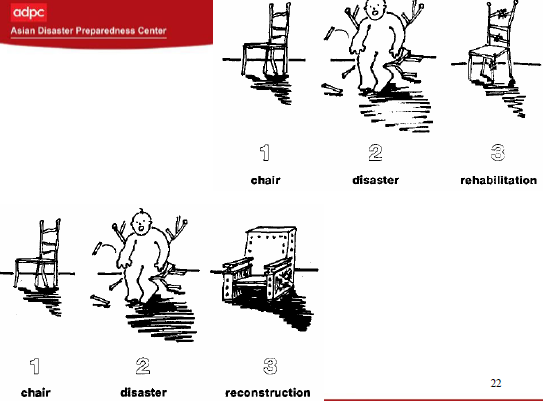 adpc
Asian Disaster Preparedness Center
1 2 3
chair disaster rehabilitation
1 2 3
chair disaster reconstruction
22